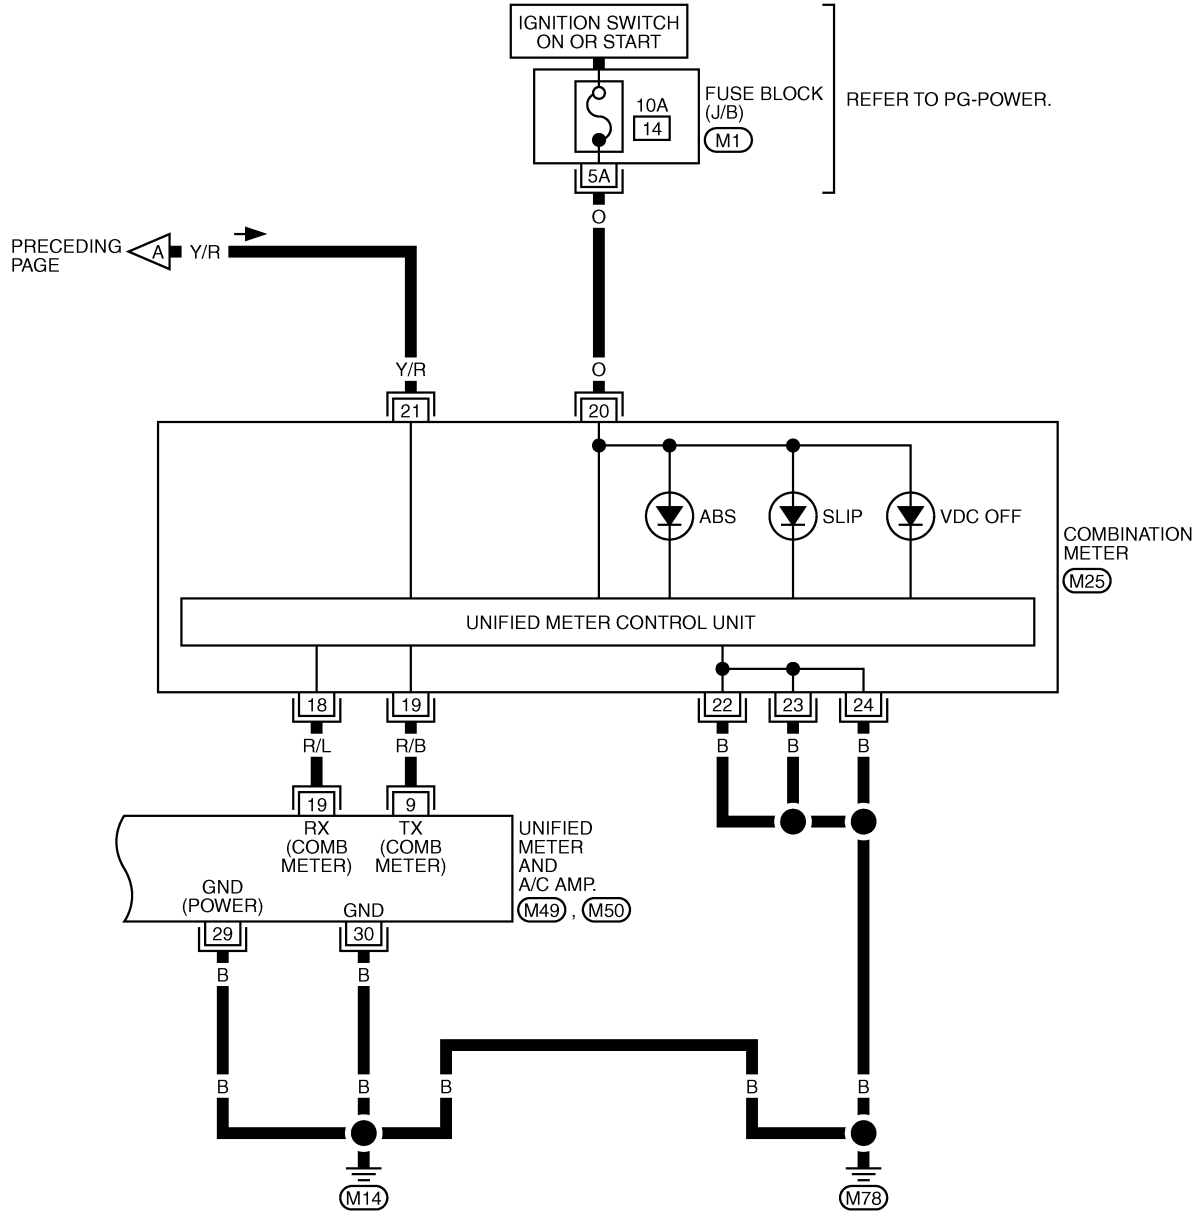 IGNITION SWITCH
ON OR START
10A
14
FUSE BLOCK
(J/B)
M1
REFER TO PG-POWER.
5A
O
PRECEDING
PAGE
A
Y/R
Y/R
O
21
20
ABS
SLIP
VDC OFF
COMBINATION
METER
M25
UNIFIED METER CONTROL UNIT
18
19
22
23
24
R/L
R/B
B
B
B
19
9
RX
(COMB
METER)
TX
(COMB
METER)
UNIFIED
METER
AND
A/C AMP.
M49 , M50
GND
(POWER)
GND
29
30
B
B
B
B
B
B
B
M14
M78